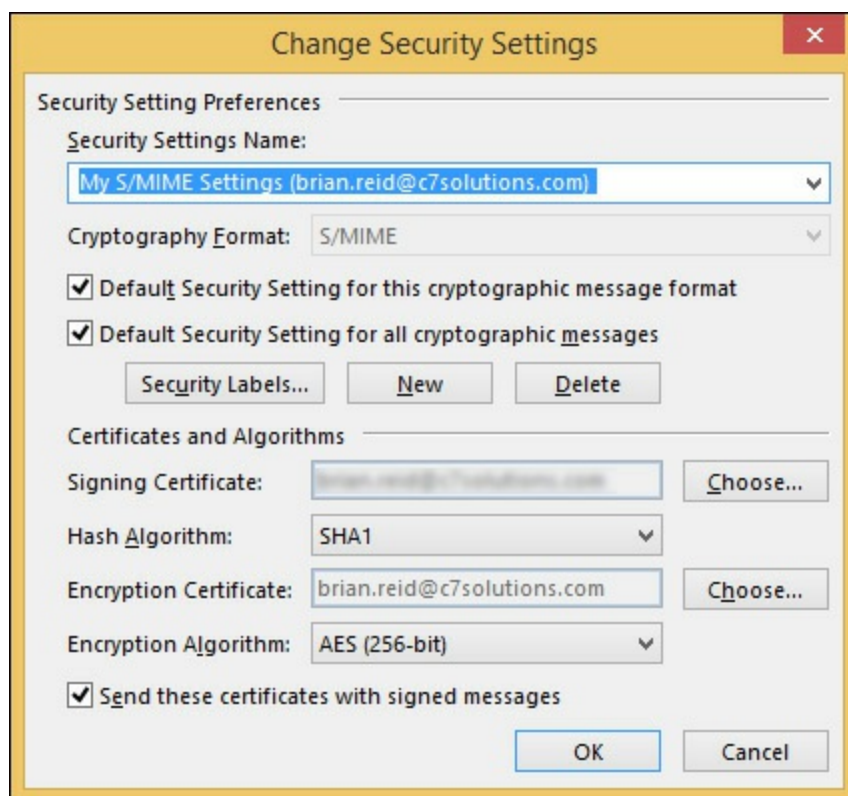 Change Security Settings
Security Setting Preferences
Security Settings Name:
My S/MIME Settings (brian.reid@c7solutions.com)
Cryptography Format: S/MIME
Default Security Setting for this cryptographic message format
Default Security Setting for all cryptographic messages
Security Labels... New Delete
Certificates and Algorithms
Signing Certificate: Choose...
Hash Algorithm: SHA1
Encryption Certificate: brian.reid@c7solutions.com Choose...
Encryption Algorithm: AES (256-bit)
Send these certificates with signed messages
OK Cancel